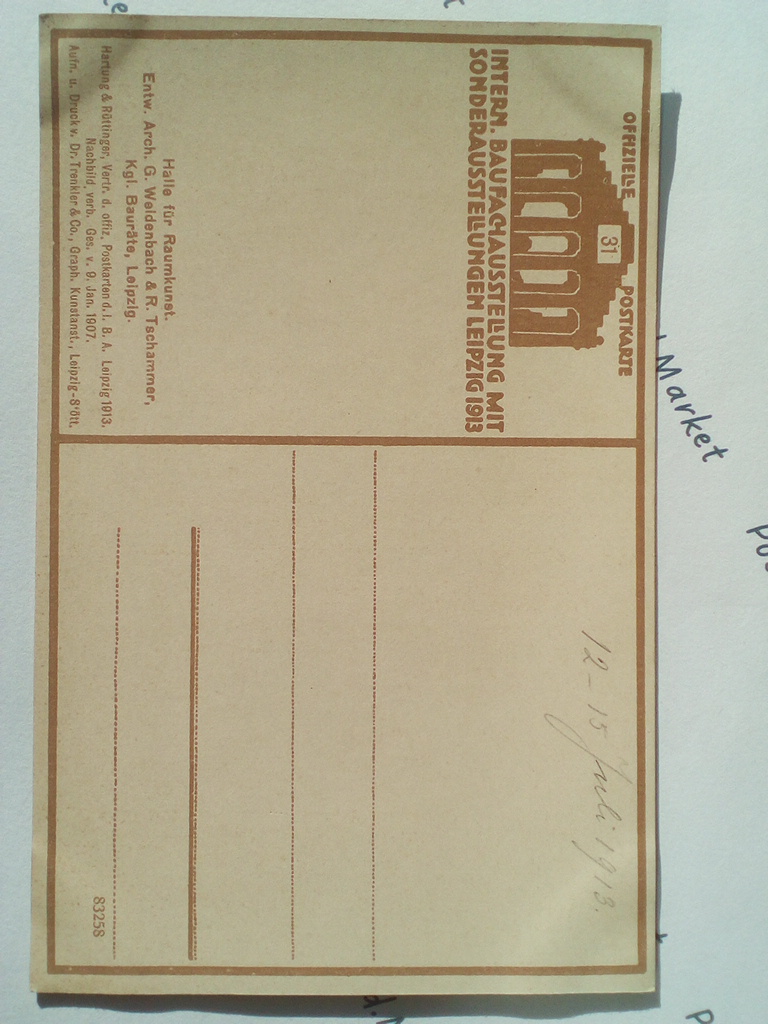 OFFIZIELLE 31 POSTKARTE
INTERN. BAUFACHAUSSTELLUNG MIT
SONDERAUSSTELLUNGEN LEIPZIG 1913
Halle für Raumkunst.
Entw. Arch. G. Weidenbach & R. Tschammer,
Kgl. Bauräte, Leipzig.
Hartung & Rüttinger, Vertr. d. offiz. Postkarten d. I. B. A. Leipzig 1913.
Nachbild. verb. Ges. v. 9. Jan. 1907.
Aufn. u. Druck v. Dr. Trenkler & Co., Graph. Kunstanst., Leipzig-Stött.
12 - 15 Juli 1913.
83258
Market